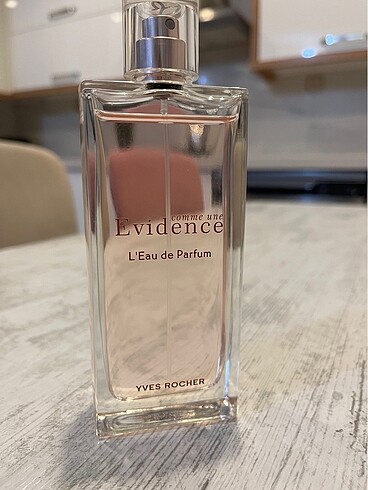 comme une
Evidence
L'Eau de Parfum
YVES ROCHER